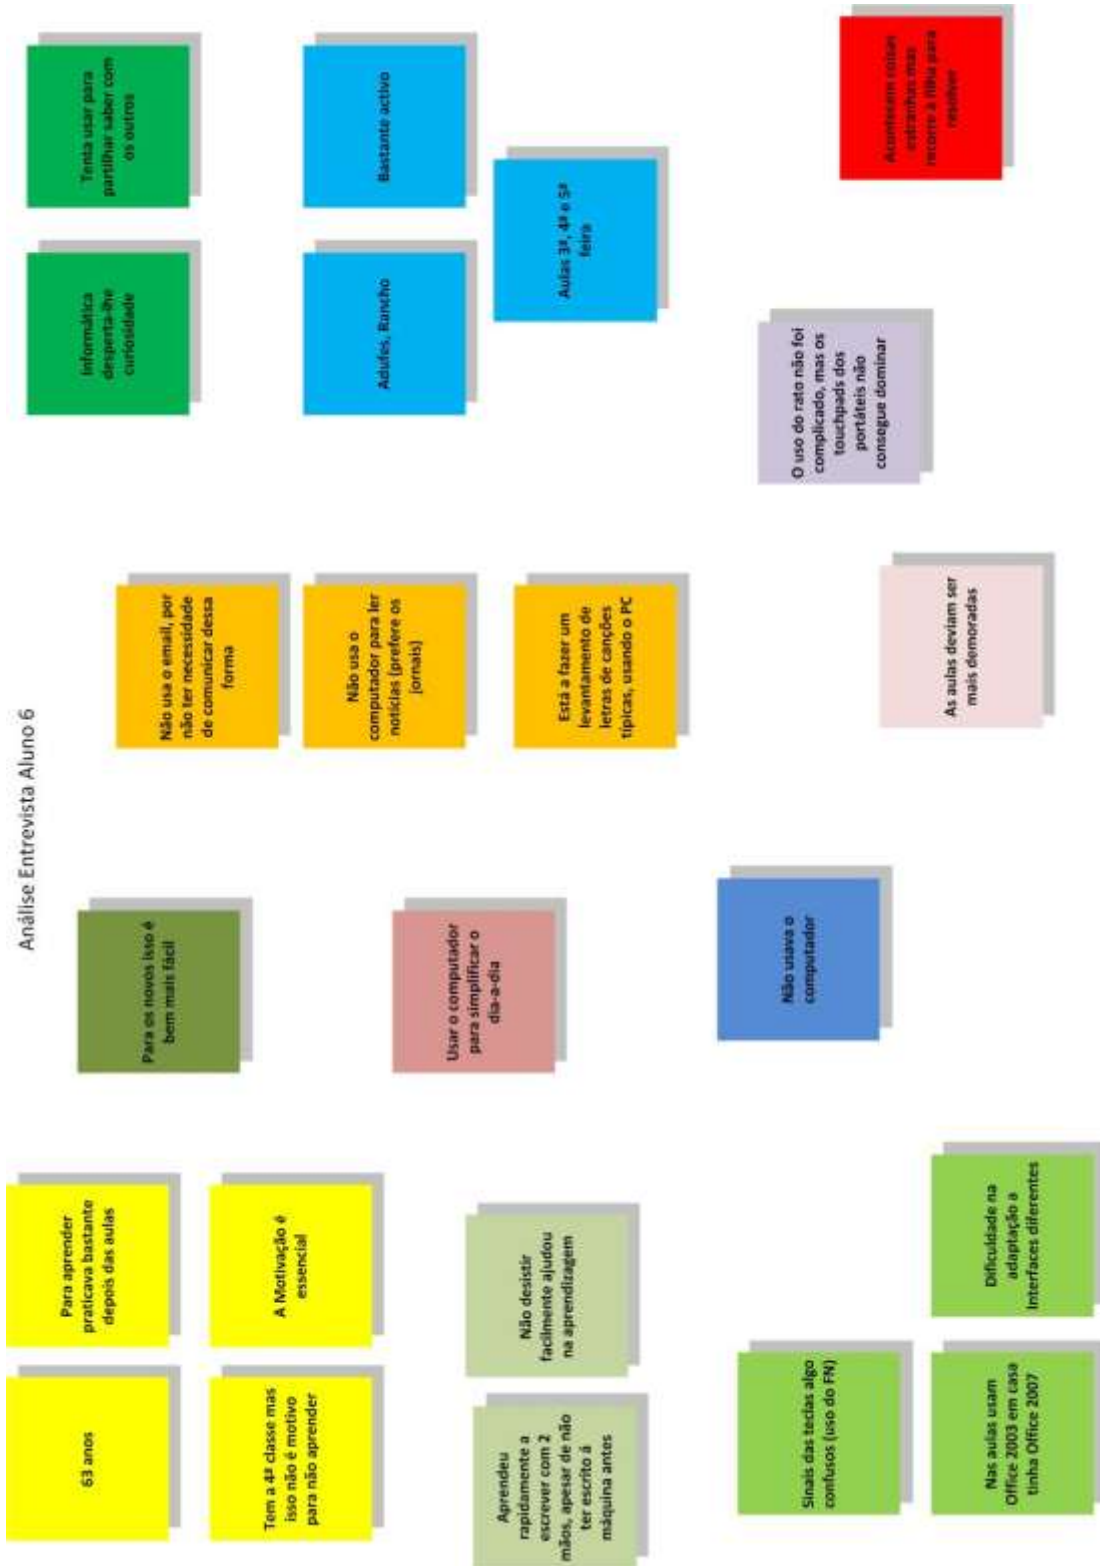 Análise Entrevista Aluno 6
63 anos
Para aprender
praticava bastante
depois das aulas
Tem a 4ª classe mas
isso não é motivo
para não aprender
A Motivação é
essencial
Aprendeu
rapidamente a
escrever com 2
mãos, apesar de não
ter escrito á
máquina antes
Não desistir
facilmente ajudou
na aprendizagem
Sinais das teclas algo
confusos (uso do FN)
Nas aulas usam
Office 2003 em casa
tinha Office 2007
Dificuldade na
adaptação a
Interfaces diferentes
Para os novos isso é
bem mais fácil
Usar o computador
para simplificar o
dia-a-dia
Não usava o
computador
Não usa o email, por
não ter necessidade
de comunicar dessa
forma
Não usa o
computador para ler
notícias (prefere os
jornais)
Está a fazer um
levantamento de
letras de canções
típicas, usando o PC
As aulas deviam ser
mais demoradas
Informática
desperta-lhe
curiosidade
Tenta usar para
partilhar saber com
os outros
Adufes, Rancho
Bastante activo
Aulas 3ª, 4ª e 5ª
feira
O uso do rato não foi
complicado, mas os
touchpads dos
portáteis não
consegue dominar
Acontecem coisas
estranhas mas
recorre à filha para
resolver